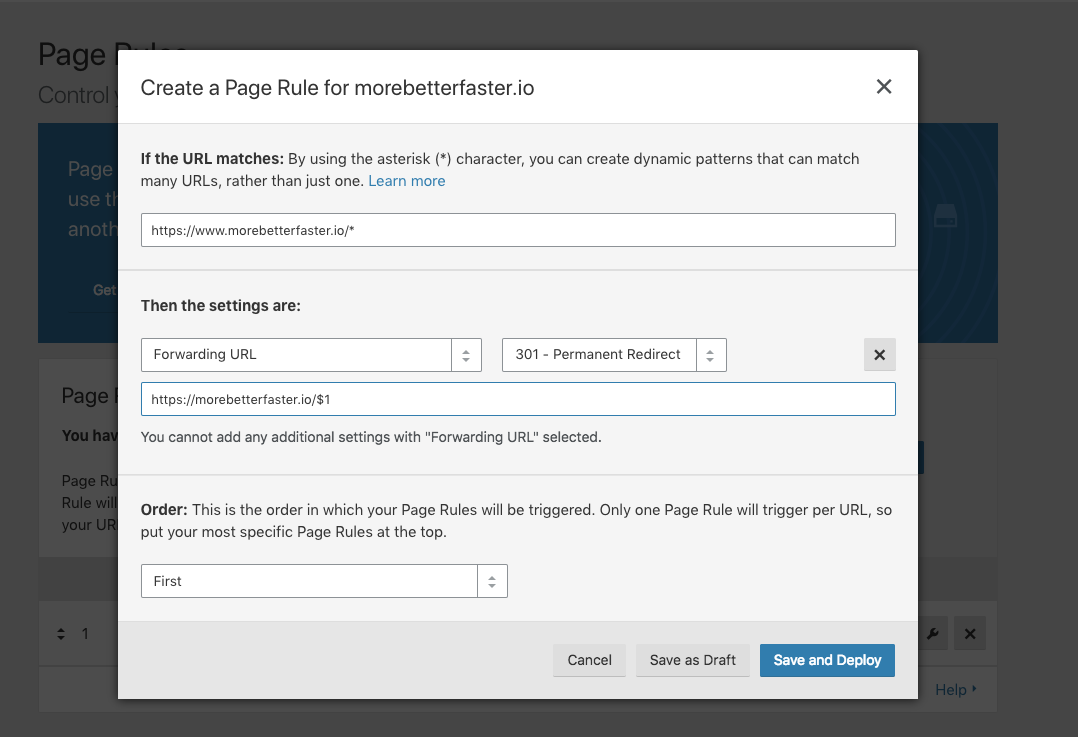 Page Rules
Control
Create a Page Rule for morebetterfaster.io
If the URL matches: By using the asterisk (*) character, you can create dynamic patterns that can match
many URLs, rather than just one. Learn more
https://www.morebetterfaster.io/*
Page
use
anoth
Get
Then the settings are:
Forwarding URL
301 - Permanent Redirect
https://morebetterfaster.io/$1
You cannot add any additional settings with "Forwarding URL" selected.
Page
You hav
Page Ru
Rule will
your UR
Order: This is the order in which your Page Rules will be triggered. Only one Page Rule will trigger per URL, so
put your most specific Page Rules at the top.
First
1
Cancel
Save as Draft
Save and Deploy
Help